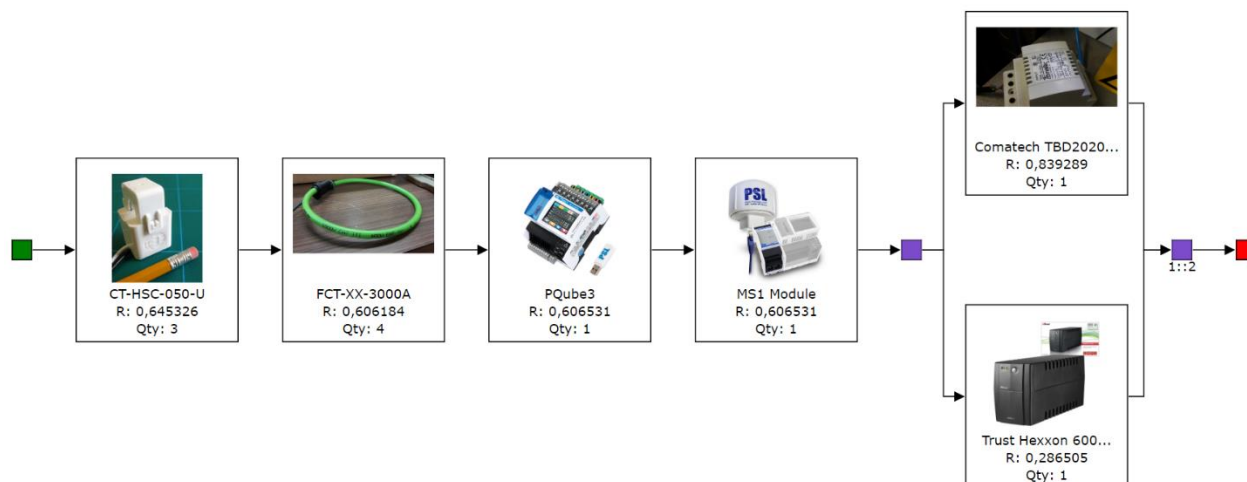 CT-HSC-050-U
R: 0,645326
Qty: 3
FCT-XX-3000A
R: 0,606184
Qty: 4
PSL
PQube3
R: 0,606531
Qty: 1
PSL
MS1 Module
R: 0,606531
Qty: 1
Comatech TBD2020...
R: 0,839289
Qty: 1
1::2
Trust Hexxon 600...
R: 0,286505
Qty: 1